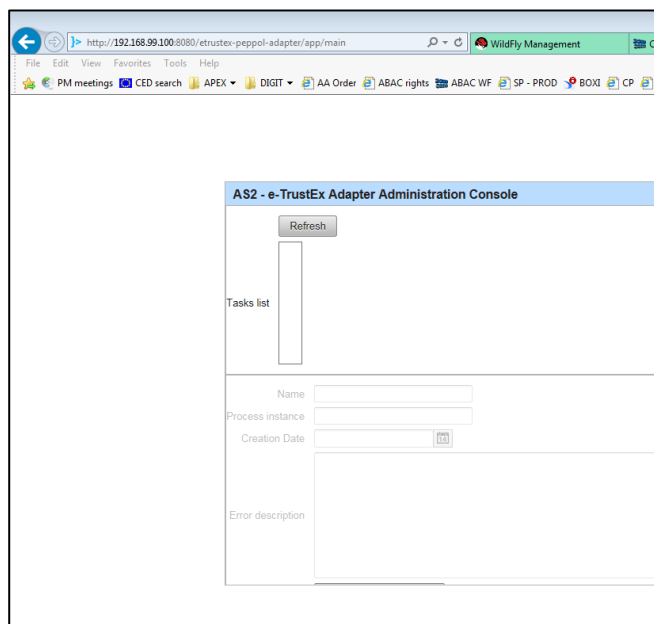 http://192.168.99.100:8080/etrustex-peppol-adapter/app/main WildFly Management
File Edit View Favorites Tools Help
PM meetings CED search APEX DIGIT AA Order ABAC rights ABAC WF SP - PROD BOXI CP
AS2 - e-TrustEx Adapter Administration Console
Refresh
Tasks list
Name
Process instance
Creation Date 14
Error description